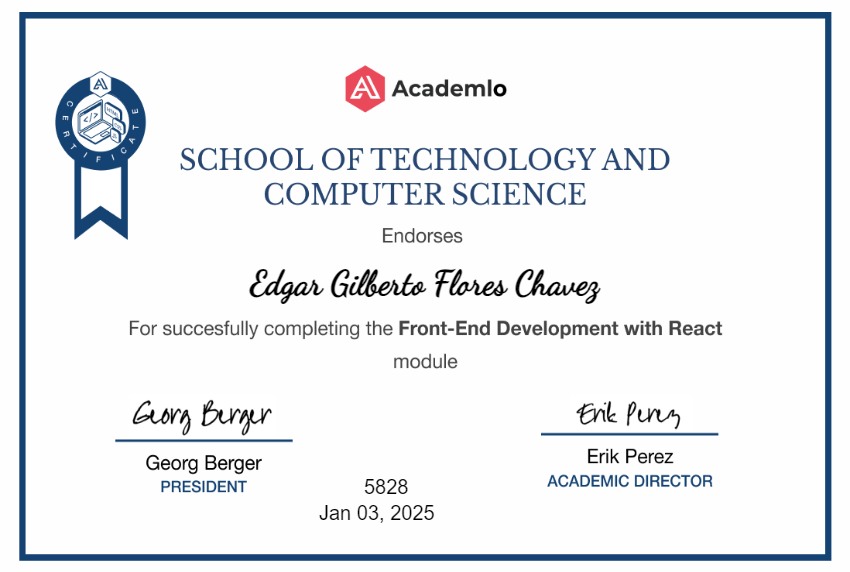 CERTIFICATE
Academlo
SCHOOL OF TECHNOLOGY AND
COMPUTER SCIENCE
Endorses
Edgar Gilberto Flores Chavez
For succesfully completing the Front-End Development with React
module
Georg Berger
Georg Berger
PRESIDENT
Erik Perez
Erik Perez
ACADEMIC DIRECTOR
5828
Jan 03, 2025